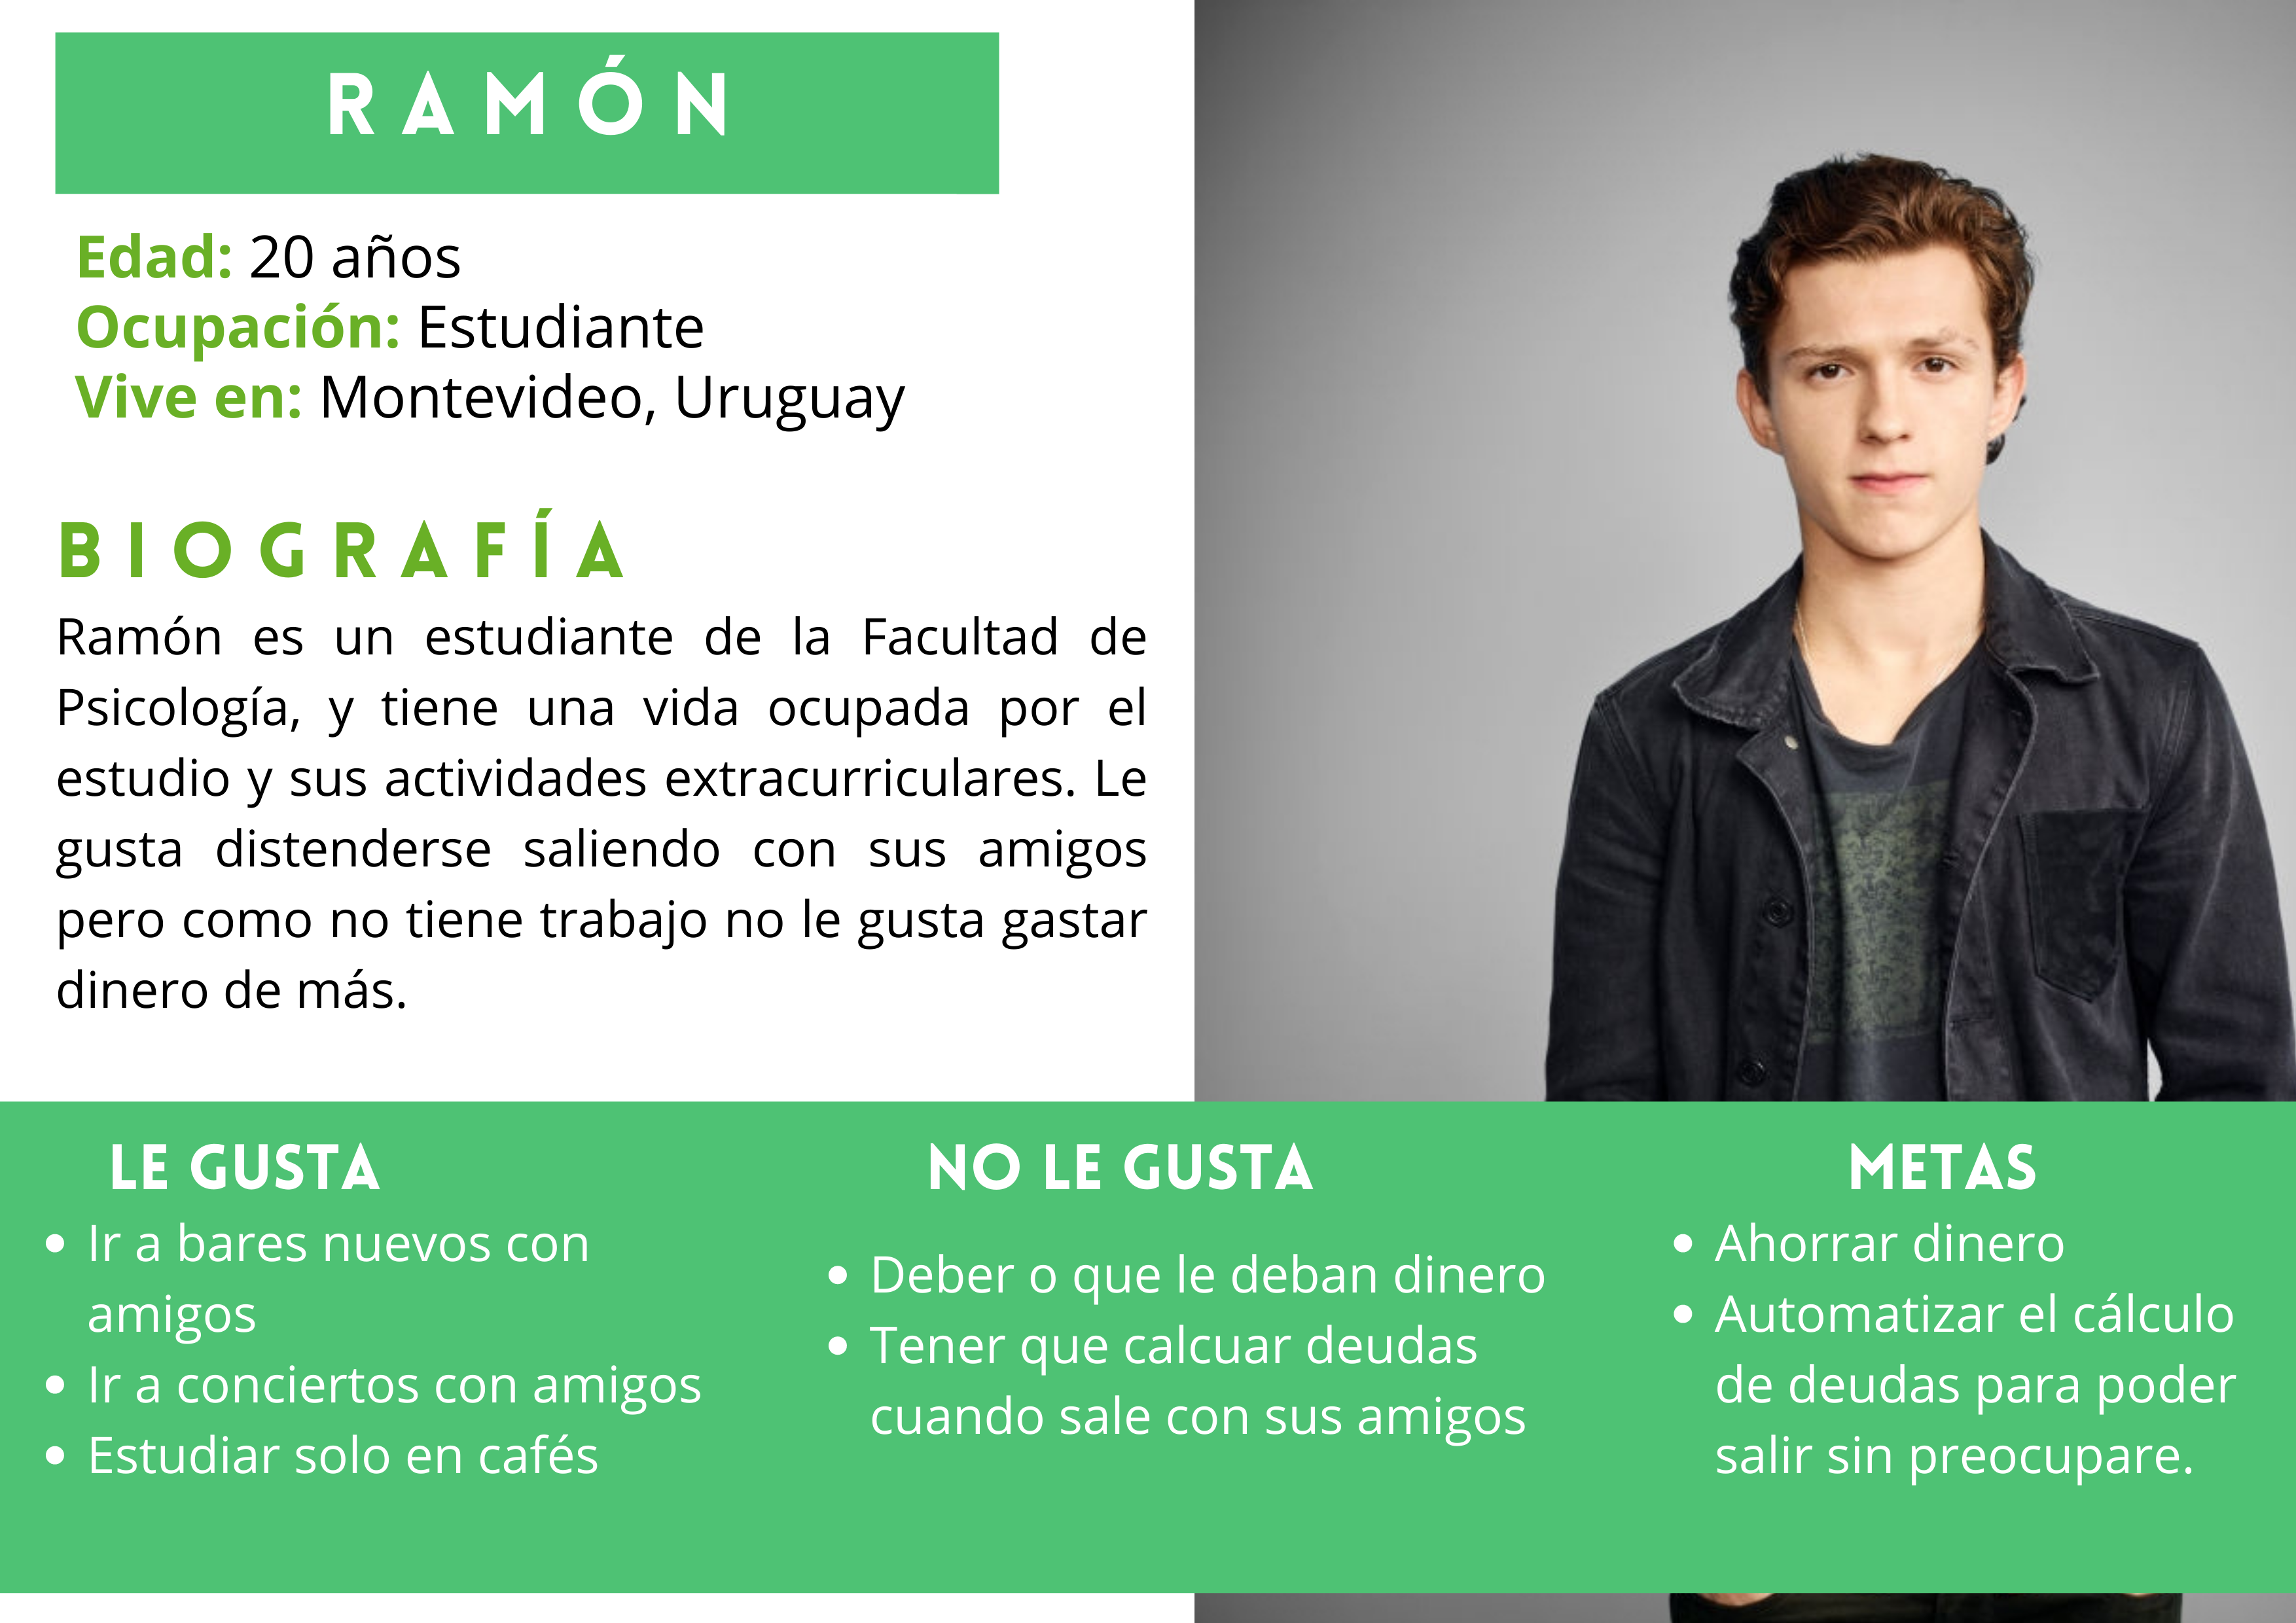 RAMÓN
Edad: 20 años
Ocupación: Estudiante
Vive en: Montevideo, Uruguay
BIOGRAFÍA
Ramón es un estudiante de la Facultad de
Psicología, y tiene una vida ocupada por el
estudio y sus actividades extracurriculares. Le
gusta distenderse saliendo con sus amigos
pero como no tiene trabajo no le gusta gastar
dinero de más.
LE GUSTA
• Ir a bares nuevos con
amigos
• Ir a conciertos con amigos
• Estudiar solo en cafés
NO LE GUSTA
• Deber o que le deban dinero
• Tener que calcuar deudas
cuando sale con sus amigos
METAS
• Ahorrar dinero
• Automatizar el cálculo
de deudas para poder
salir sin preocupare.